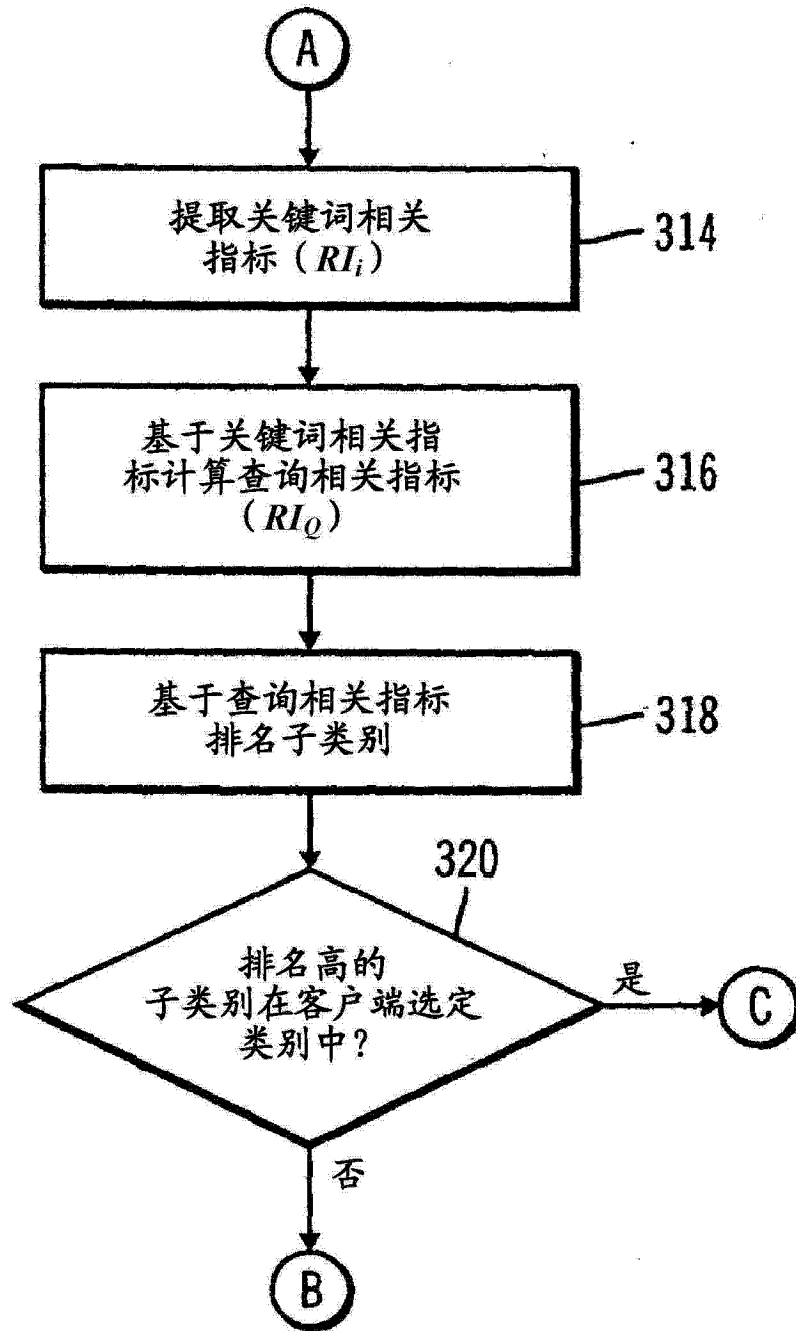 A
提取关键词相关
指标（RIi）
314
基于关键词相关指
标计算查询相关指标
（RIQ）
316
基于查询相关指标
排名子类别
318
320
排名高的
子类别在客户端选定
类别中？
是
C
否
B